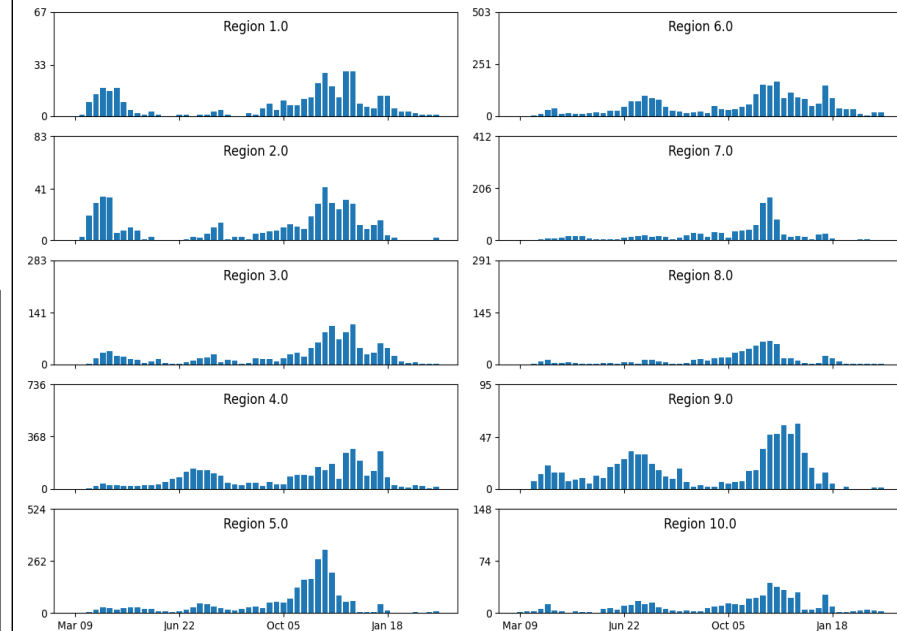 67
33
0
Region 1.0
83
41
0
Region 2.0
283
141
0
Region 3.0
736
368
0
Region 4.0
524
262
0
Region 5.0
Mar 09 Jun 22 Oct 05 Jan 18
503
251
0
Region 6.0
412
206
0
Region 7.0
291
145
0
Region 8.0
95
47
0
Region 9.0
148
74
0
Region 10.0
Mar 09 Jun 22 Oct 05 Jan 18